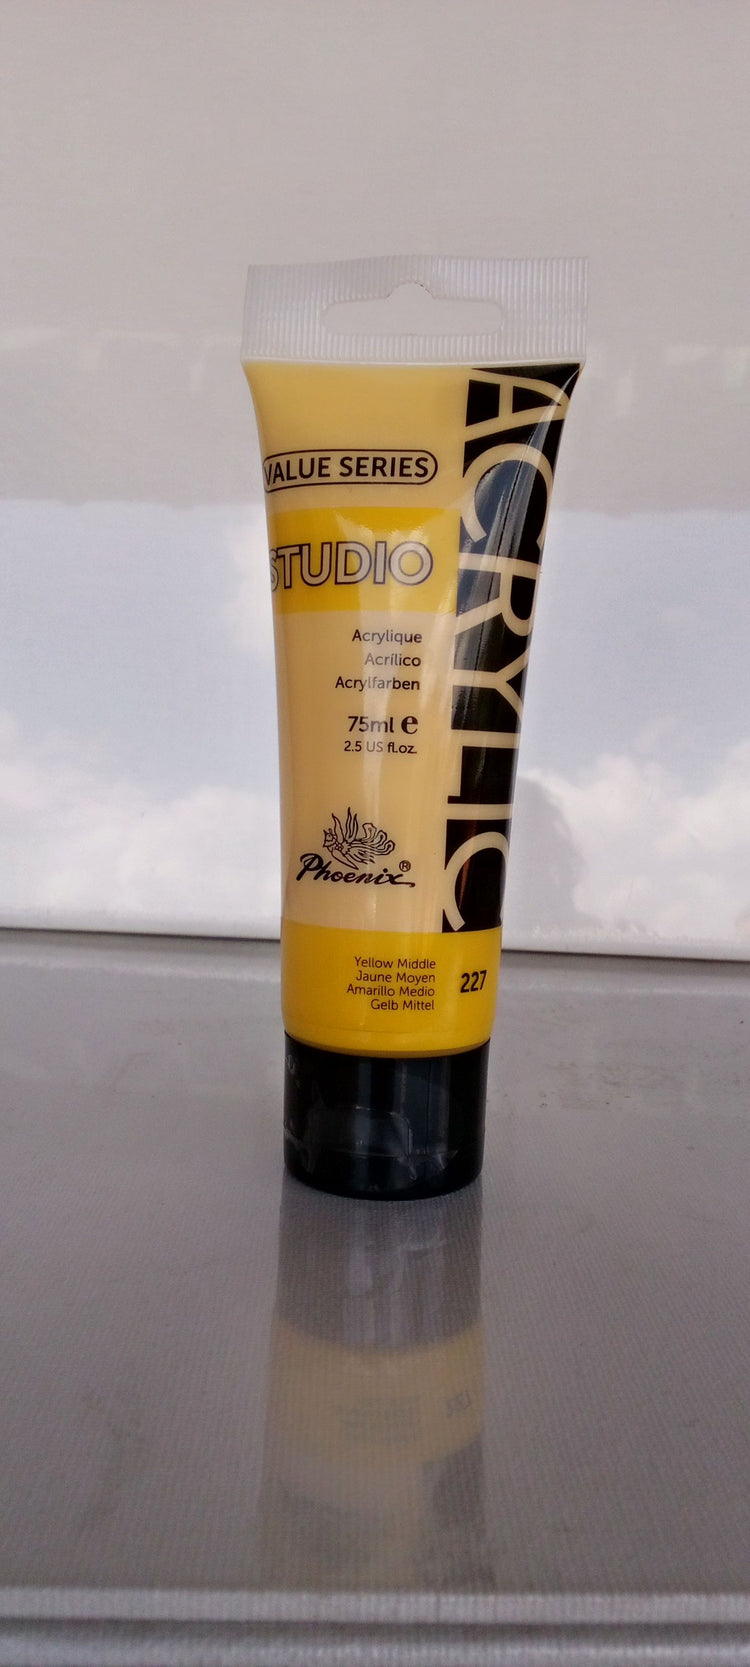 VALUE SERIES
STUDIO
Acrylique
Acrílico
Acrylfarben
75ml e
2.5 US fl.oz.
Phoenix®
ACRYLIC
Yellow Middle
Jaune Moyen
Amarillo Medio
Gelb Mittel
227